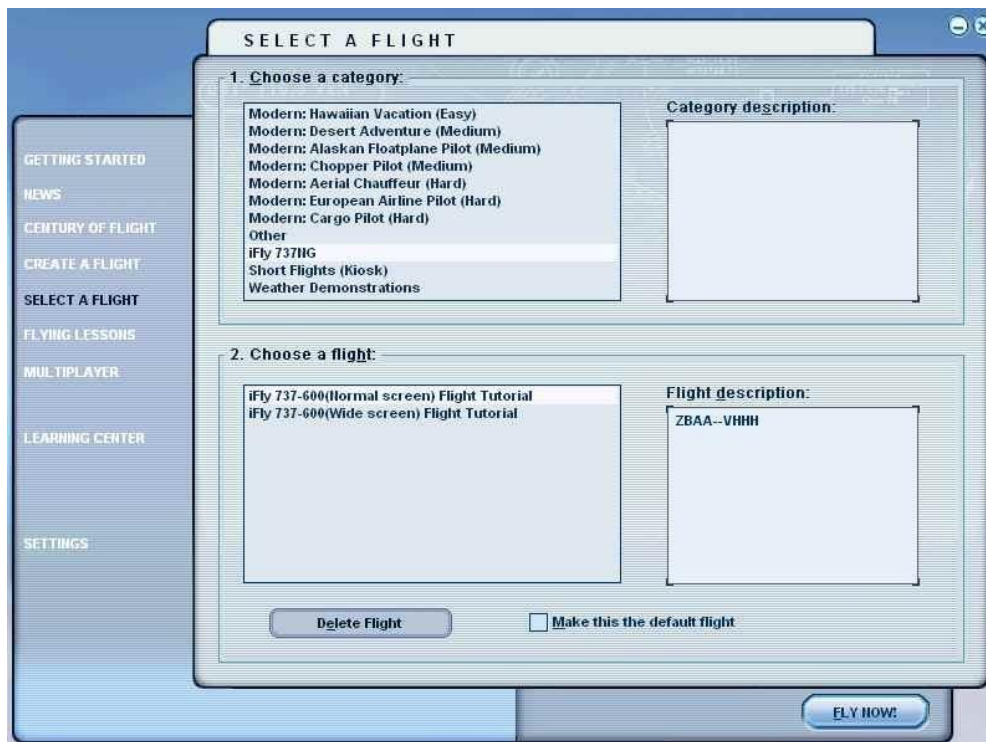 SELECT A FLIGHT
GETTING STARTED
NEWS
CENTURY OF FLIGHT
CREATE A FLIGHT
SELECT A FLIGHT
FLYING LESSONS
MULTIPLAYER
LEARNING CENTER
SETTINGS
1. Choose a category:
Modern: Hawaiian Vacation (Easy)
Modern: Desert Adventure (Medium)
Modern: Alaskan Floatplane Pilot (Medium)
Modern: Chopper Pilot (Medium)
Modern: Aerial Chauffeur (Hard)
Modern: European Airline Pilot (Hard)
Modern: Cargo Pilot (Hard)
Other
iFly 737NG
Short Flights (Kiosk)
Weather Demonstrations
Category description:
2. Choose a flight:
iFly 737-600(Normal screen) Flight Tutorial
iFly 737-600(Wide screen) Flight Tutorial
Flight description:
ZBAA--VHHH
Delete Flight
Make this the default flight
FLY NOW!